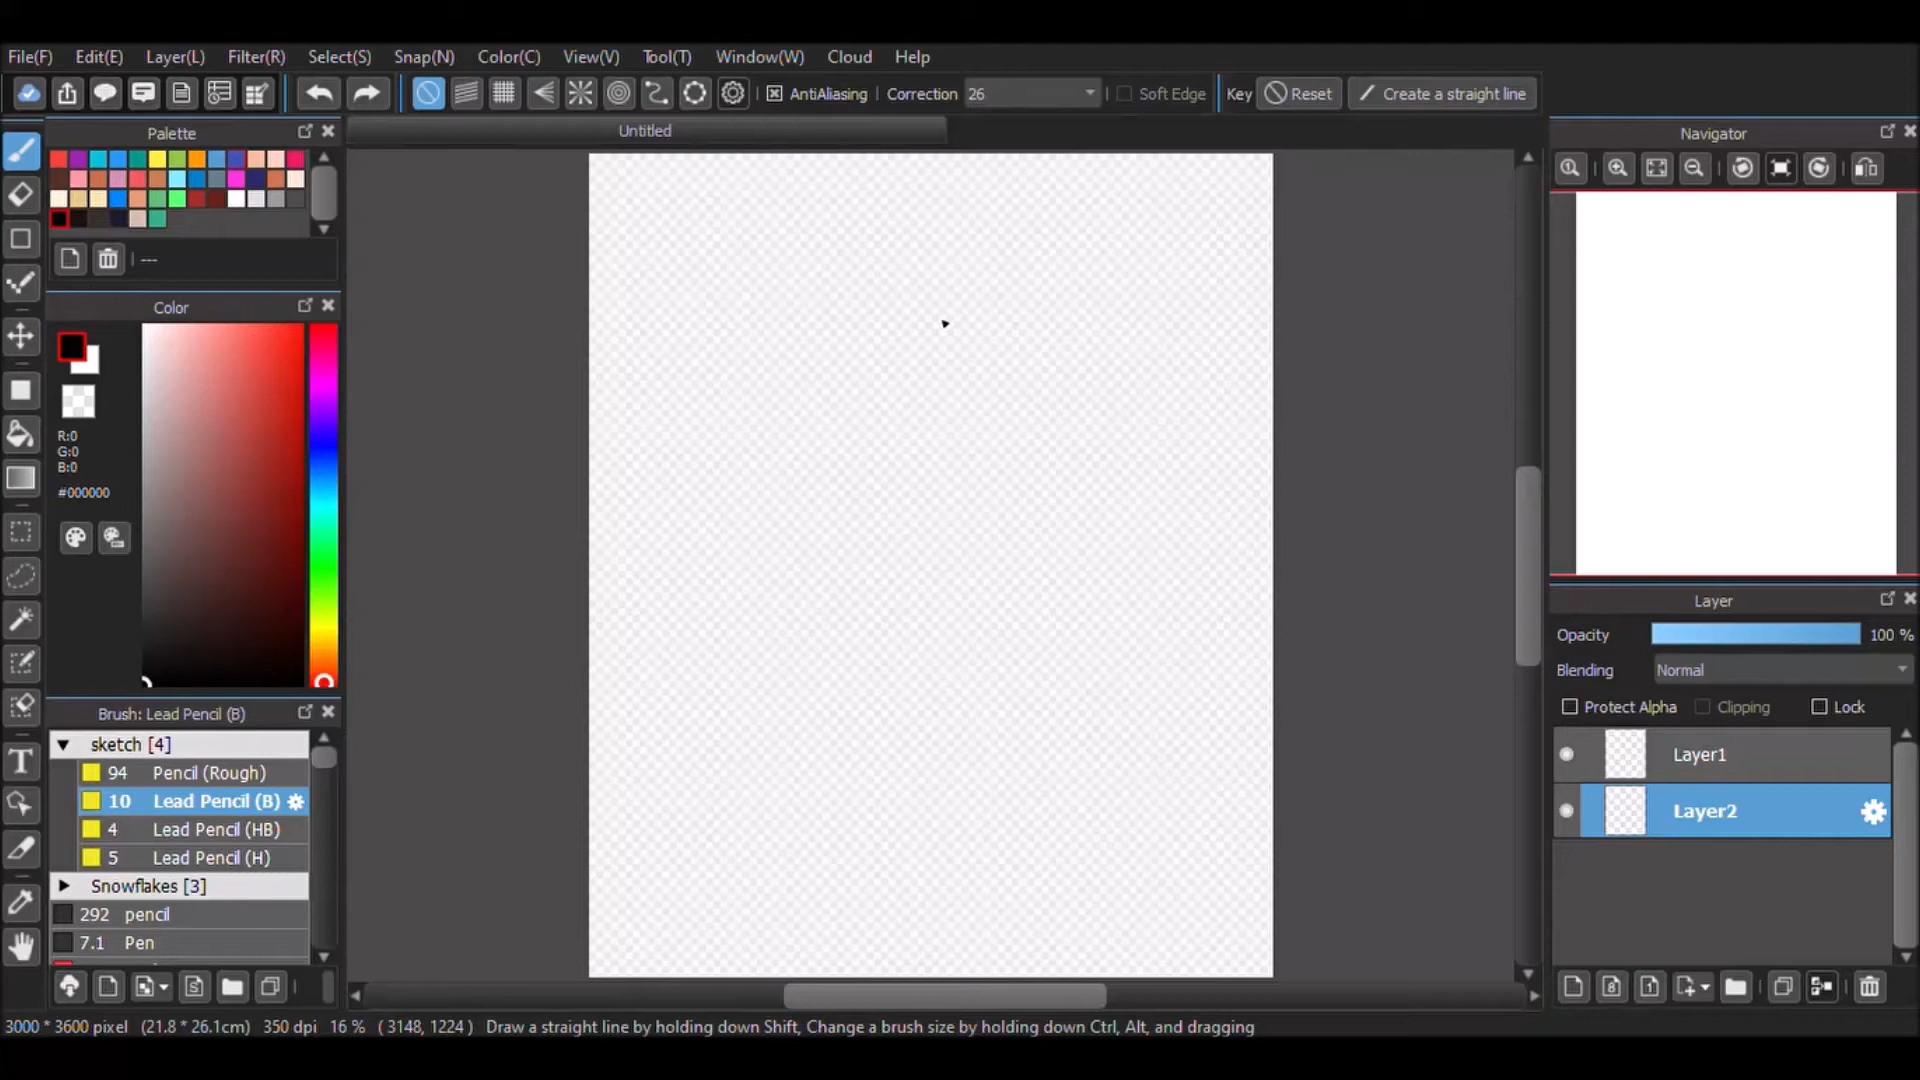 File(F) Edit(E) Layer(L) Filter(R) Select(S) Snap(N) Color(C) View(V) Tool(T) Window(W) Cloud Help
AntiAliasing Correction 26 Soft Edge Key Reset Create a straight line
Palette
Untitled
Navigator
---
Color
R:0
G:0
B:0
#000000
Layer
Opacity 100 %
Blending Normal
Protect Alpha Clipping Lock
Layer1
Layer2
Brush: Lead Pencil (B)
sketch [4]
94 Pencil (Rough)
10 Lead Pencil (B)
4 Lead Pencil (HB)
5 Lead Pencil (H)
Snowflakes [3]
292 pencil
7.1 Pen
3000 * 3600 pixel (21.8 * 26.1cm) 350 dpi 16 % ( 3148, 1224 ) Draw a straight line by holding down Shift, Change a brush size by holding down Ctrl, Alt, and dragging